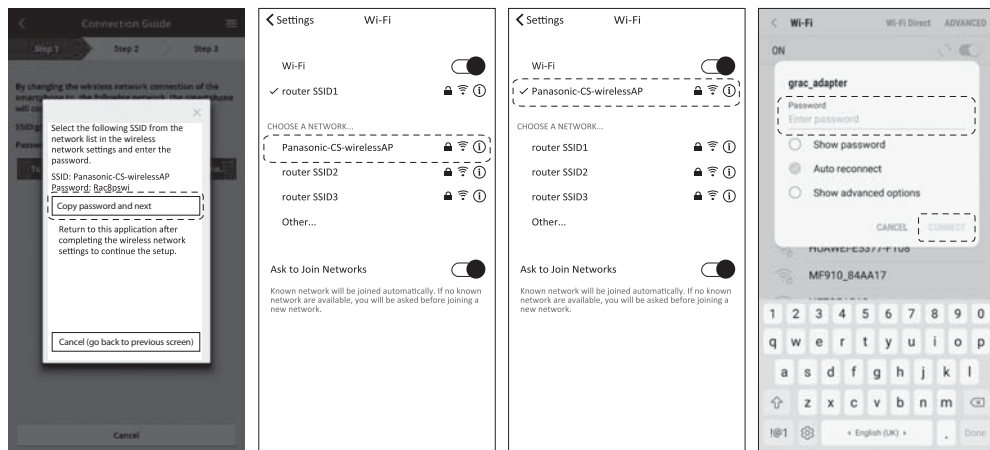 Connection Guide
Step 1
Step 2
Step 3
By changing the wireless network connection of the
smartphone to the following network, the smartphone
will co
SSID:g
Passw
To
Select the following SSID from the
network list in the wireless
network settings and enter the
password.
SSID: Panasonic-CS-wirelessAP
Password: Rac8pswj
Copy password and next
Return to this application after
completing the wireless network
settings to continue the setup.
Cancel (go back to previous screen)
Cancel
Settings
Wi-Fi
Wi-Fi
router SSID1
CHOOSE A NETWORK...
Panasonic-CS-wirelessAP
router SSID2
router SSID3
Other...
Ask to Join Networks
Known network will be joined automatically. If no known
network are available, you will be asked before joining a
new network.
Settings
Wi-Fi
Wi-Fi
Panasonic-CS-wirelessAP
CHOOSE A NETWORK...
router SSID1
router SSID2
router SSID3
Other...
Ask to Join Networks
Known network will be joined automatically. If no known
network are available, you will be asked before joining a
new network.
Wi-Fi
Wi-Fi Direct
ADVANCED
ON
grac_adapter
Password
Enter password
Show password
Auto reconnect
Show advanced options
CANCEL
CONNECT
MF910_84AA17
1 2 3 4 5 6 7 8 9 0
q w e r t y u i o p
a s d f g h j k l
z x c v b n m
!@1
English (UK)
.
Done